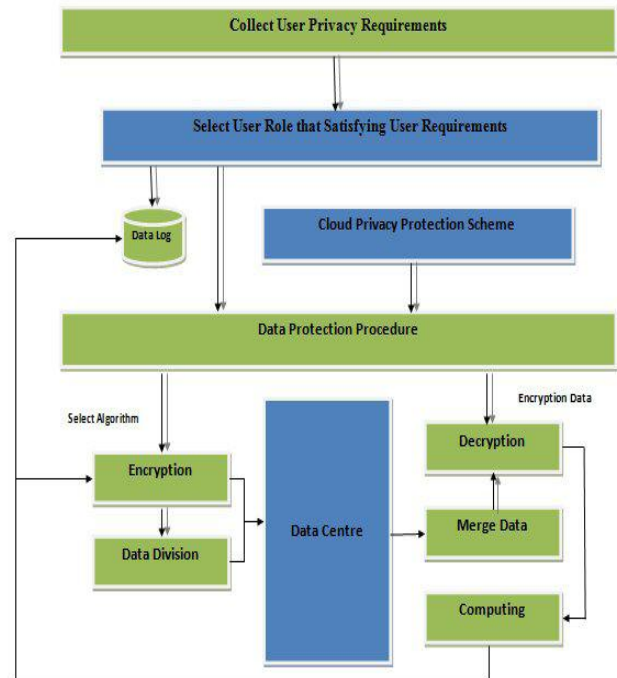 Collect User Privacy Requirements
Select User Role that Satisfying User Requirements
Data Log
Cloud Privacy Protection Scheme
Data Protection Procedure
Select Algorithm
Encryption Data
Encryption
Decryption
Data Centre
Data Division
Merge Data
Computing